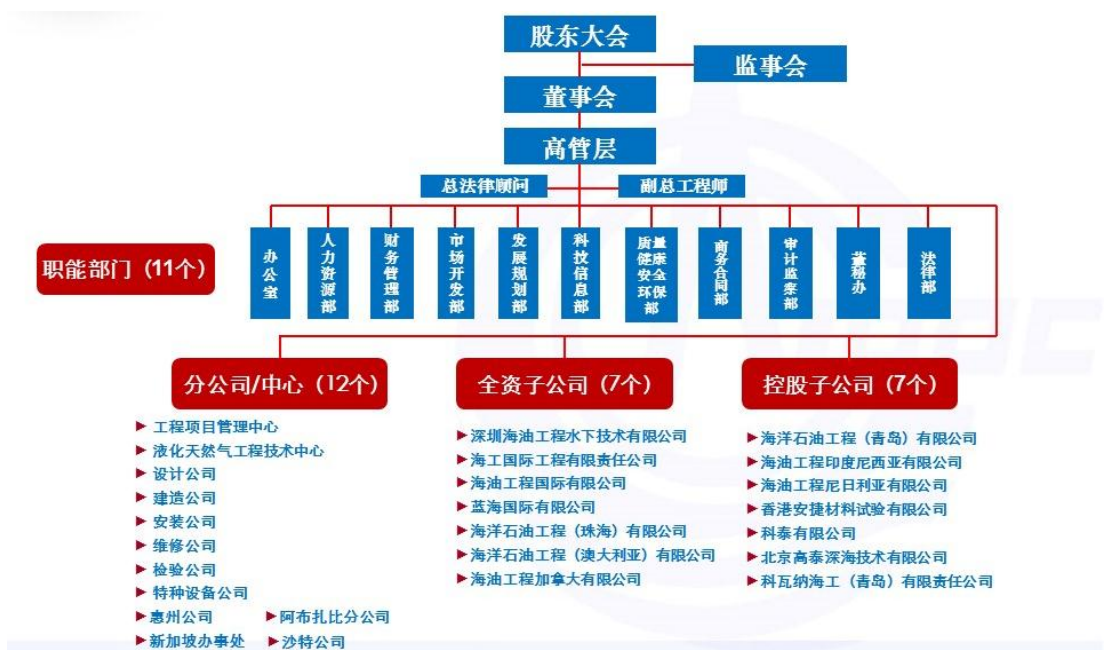 股东大会
监事会
董事会
高管层
总法律顾问
副总工程师
职能部门（11个）
办公室
人力资源部
财务管理部
市场开发部
发展规划部
科技信息部
质量健康安全环保部
商务合同部
审计监察部
董秘办
法律部
分公司/中心（12个）
工程项目管理中心
液化天然气工程技术中心
设计公司
建造公司
安装公司
维修公司
检验公司
特种设备公司
惠州公司
阿布扎比分公司
新加坡办事处
沙特公司
全资子公司（7个）
深圳海油工程水下技术有限公司
海工国际工程有限责任公司
海油工程国际有限公司
蓝海国际有限公司
海洋石油工程（珠海）有限公司
海洋石油工程（澳大利亚）有限公司
海油工程加拿大有限公司
控股子公司（7个）
海洋石油工程（青岛）有限公司
海油工程印度尼西亚有限公司
海油工程尼日利亚有限公司
香港安捷材料试验有限公司
科泰有限公司
北京高泰深海技术有限公司
科瓦纳海工（青岛）有限责任公司